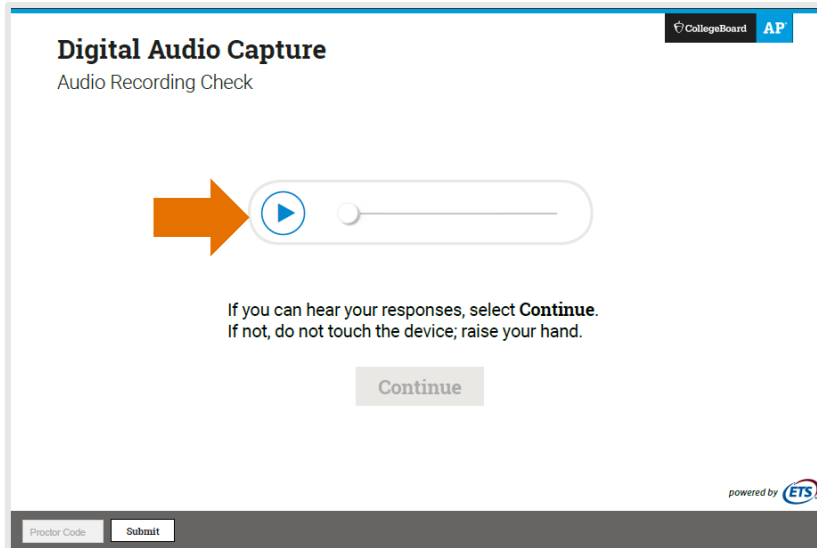 CollegeBoard AP
Digital Audio Capture
Audio Recording Check
If you can hear your responses, select Continue.
If not, do not touch the device; raise your hand.
Continue
powered by ETS
Proctor Code Submit